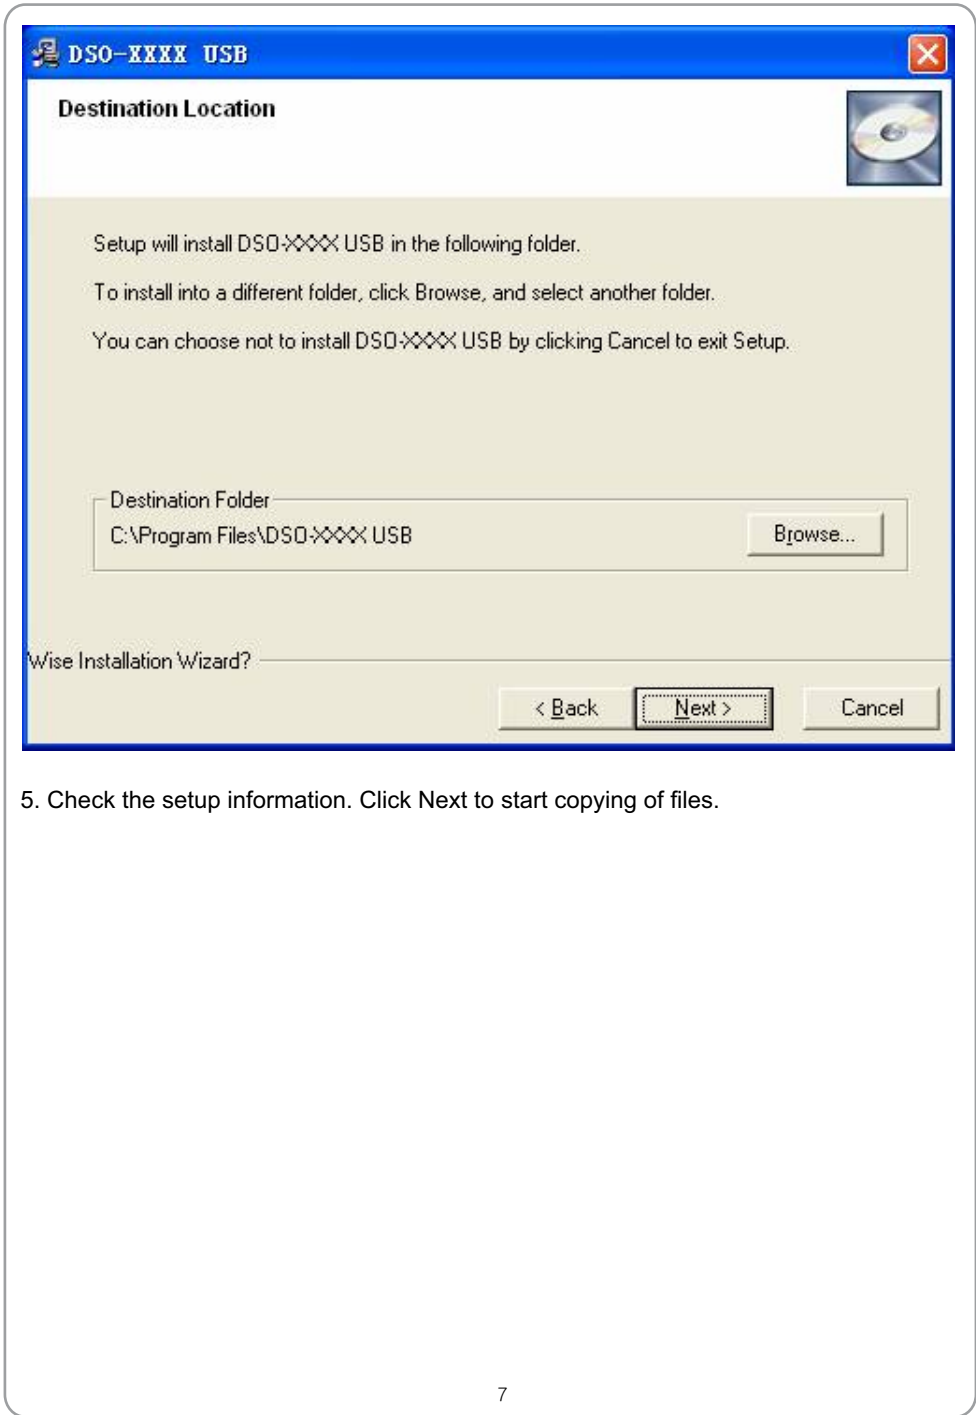 DSO-XXXX USB
Destination Location
Setup will install DSO-XXXX USB in the following folder.
To install into a different folder, click Browse, and select another folder.
You can choose not to install DSO-XXXX USB by clicking Cancel to exit Setup.
Destination Folder
C:\Program Files\DSO-XXXX USB
Browse...
Wise Installation Wizard?
< Back
Next >
Cancel
5. Check the setup information. Click Next to start copying of files.
7